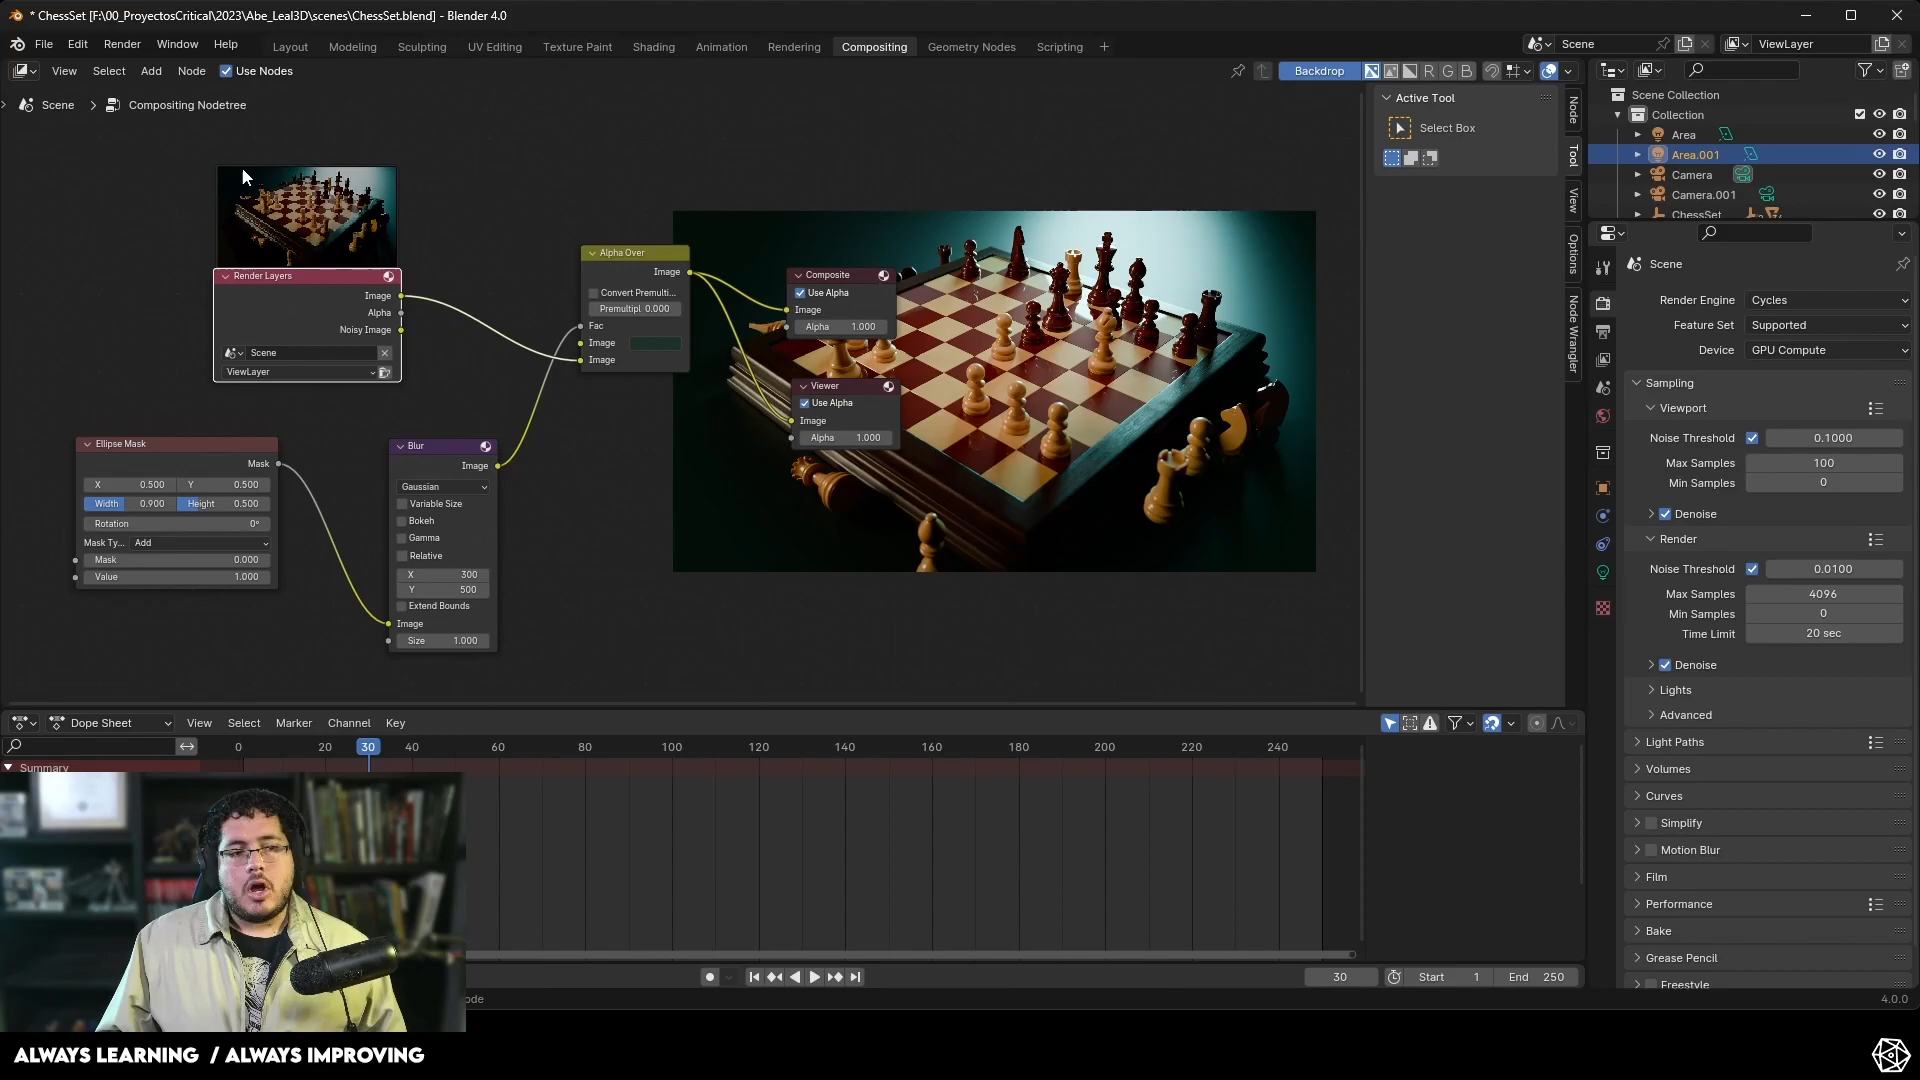 * ChessSet [F:\00_ProyectosCritical\2023\Abe_Leal3D\scenes\ChessSet.blend] - Blender 4.0
File Edit Render Window Help
Layout Modeling Sculpting UV Editing Texture Paint Shading Animation Rendering Compositing Geometry Nodes Scripting +
Scene ViewLayer
View Select Add Node Use Nodes
Backdrop R G B
Scene > Compositing Nodetree
Render Layers
Image
Alpha
Noisy Image
Scene
ViewLayer
Ellipse Mask
Mask
X 0.500 Y 0.500
Width 0.900 Height 0.500
Rotation 0°
Mask Ty... Add
Mask 0.000
Value 1.000
Blur
Image
Gaussian
Variable Size
Bokeh
Gamma
Relative
X 300
Y 500
Extend Bounds
Image
Size 1.000
Alpha Over
Image
Convert Premulti...
Premultipl 0.000
Fac
Image
Image
Composite
Use Alpha
Image
Alpha 1.000
Viewer
Use Alpha
Image
Alpha 1.000
Active Tool
Select Box
Node
Tool
View
Options
Node Wrangler
Scene Collection
Collection
Area
Area.001
Camera
Camera.001
ChessSet
Scene
Render Engine Cycles
Feature Set Supported
Device GPU Compute
Sampling
Viewport
Noise Threshold 0.1000
Max Samples 100
Min Samples 0
Denoise
Render
Noise Threshold 0.0100
Max Samples 4096
Min Samples 0
Time Limit 20 sec
Denoise
Lights
Advanced
Light Paths
Volumes
Curves
Simplify
Motion Blur
Film
Performance
Bake
Grease Pencil
Freestyle
Dope Sheet View Select Marker Channel Key
0 20 30 40 60 80 100 120 140 160 180 200 220 240
Summary
30 Start 1 End 250
ode
4.0.0
ALWAYS LEARNING / ALWAYS IMPROVING